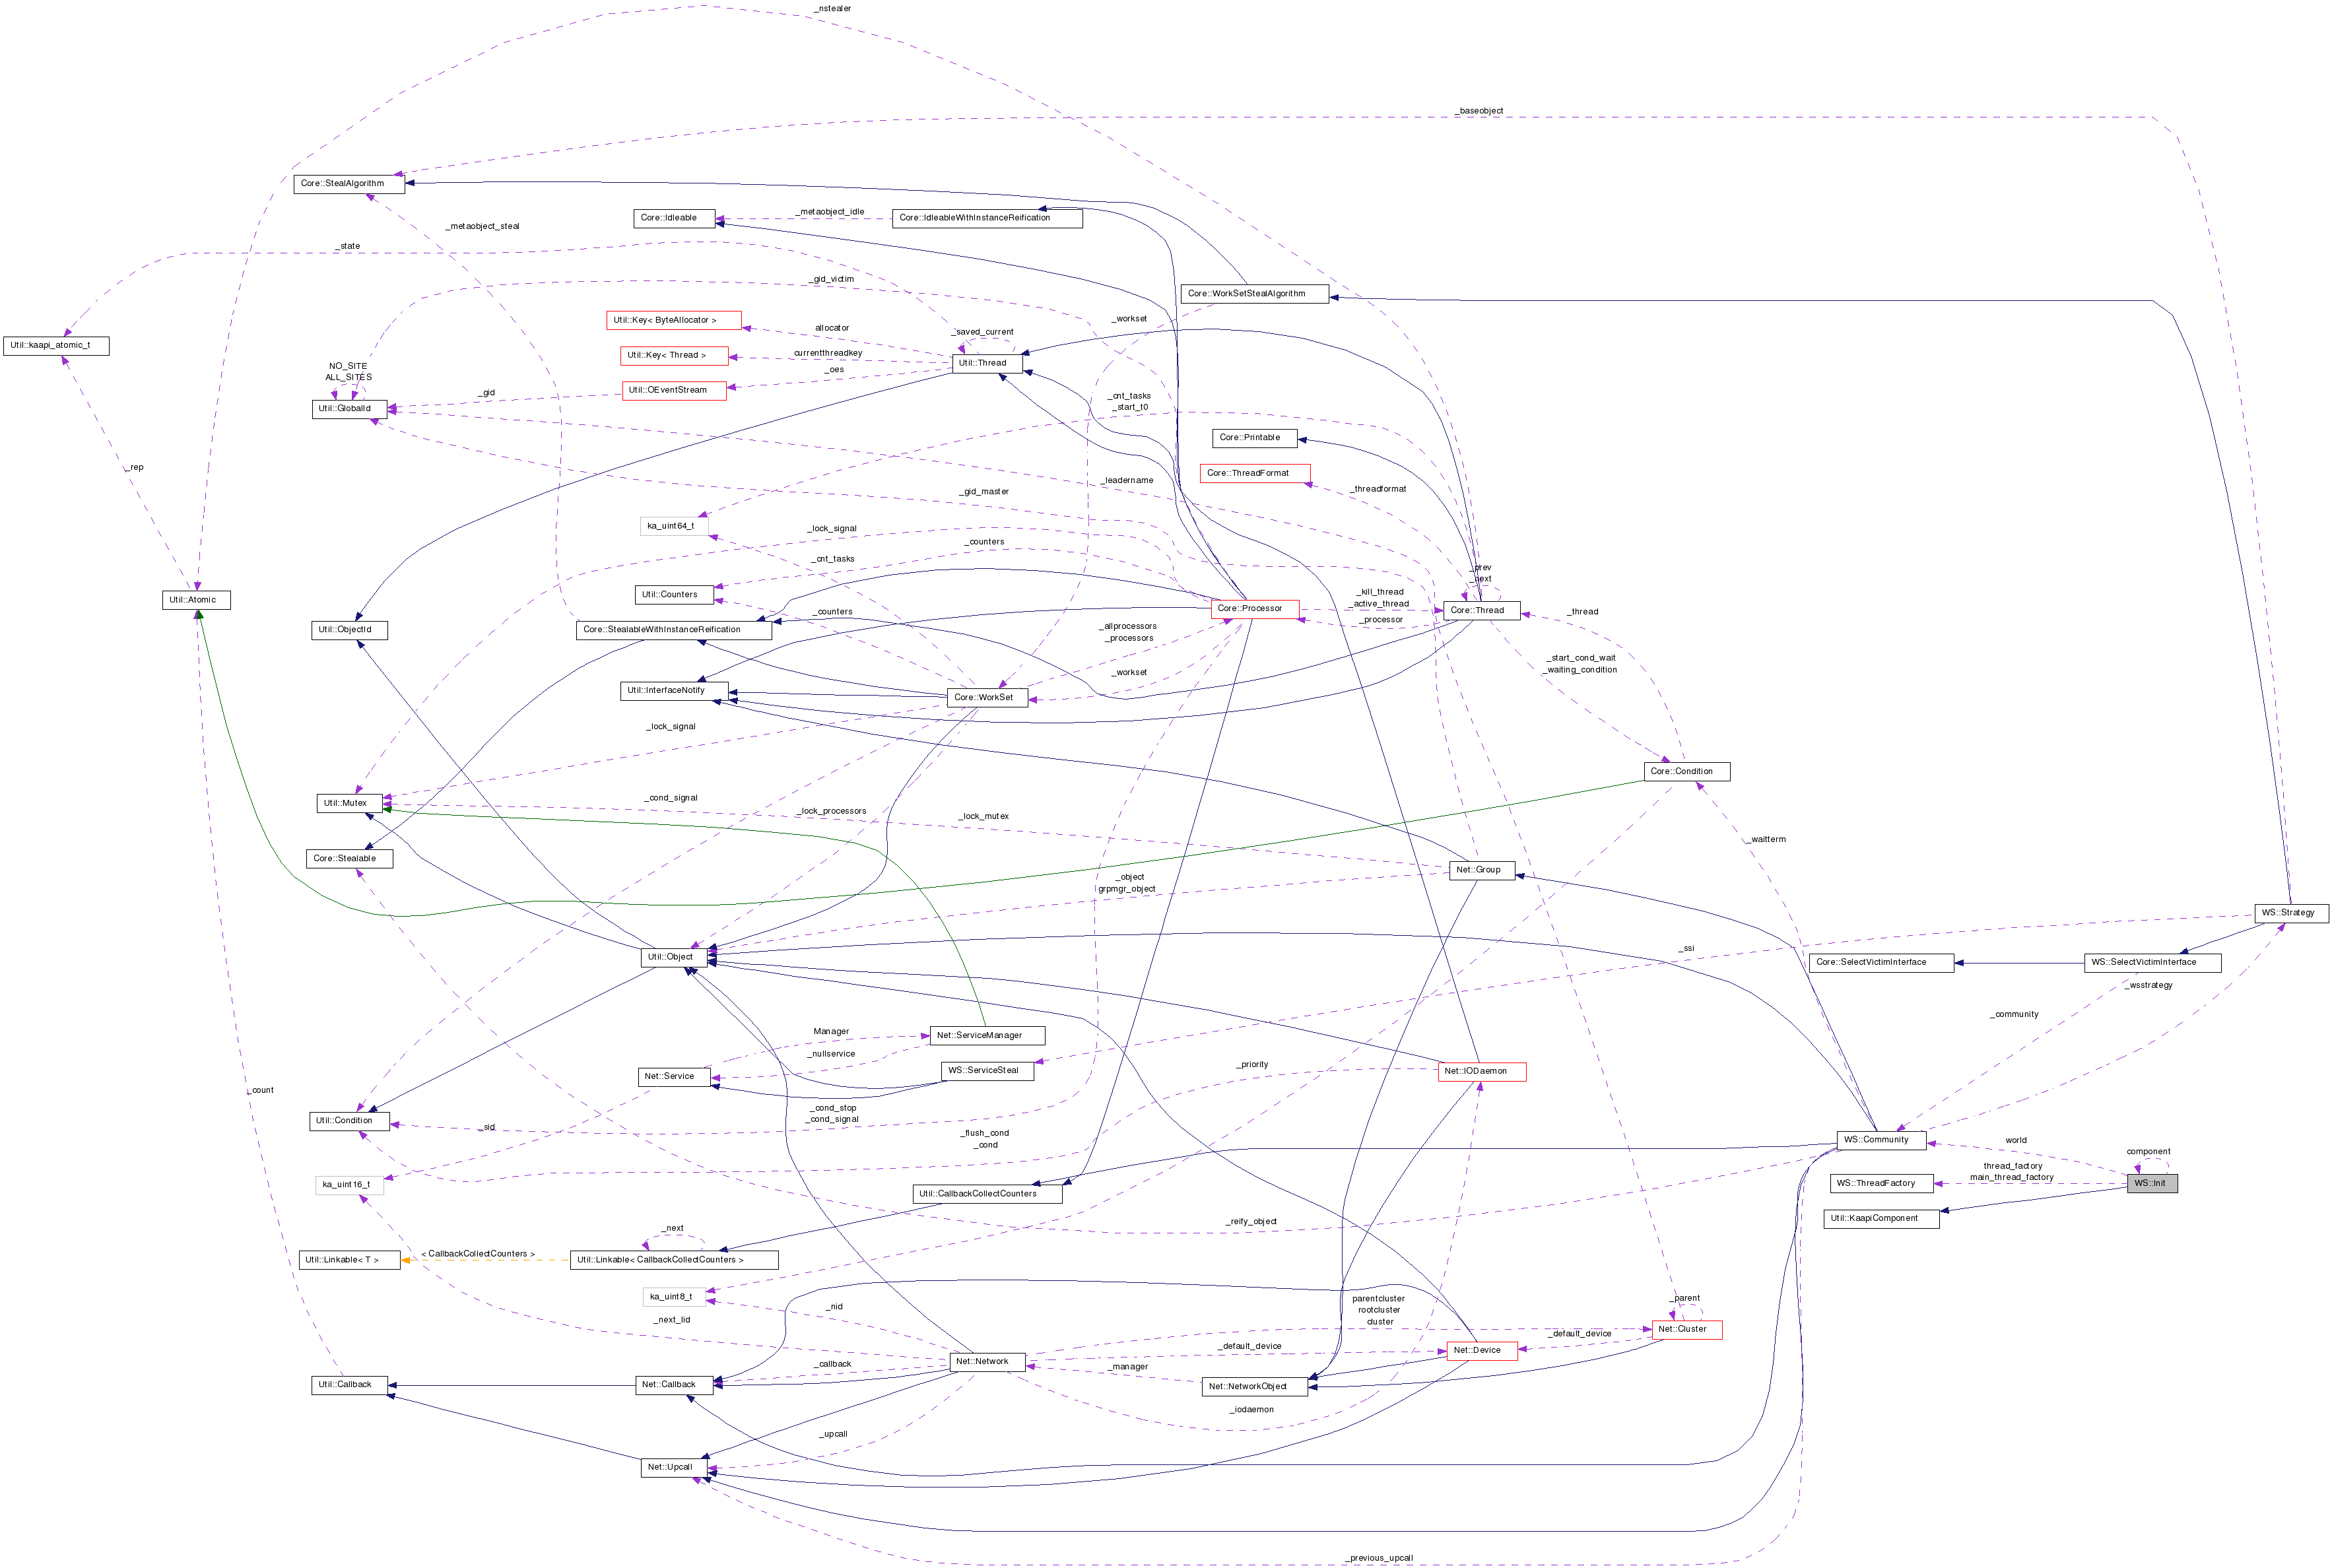 _nstealer
_baseobject
Core::StealAlgorithm
Core::Idleable
_metaobject_idle
Core::IdleableWithInstanceReification
_metaobject_steal
_state
_gid_victim
Core::WorkSetStealAlgorithm
Util::Key< ByteAllocator >
allocator
_saved_current
_workset
Util::kaapi_atomic_t
Util::Key< Thread >
currentthreadkey
Util::Thread
NO_SITE
ALL_SITES
_oes
Util::OEventStream
_gid
Util::GlobalId
_cnt_tasks
_start_t0
Core::Printable
_rep
Core::ThreadFormat
_leadername
_gid_master
_threadformat
ka_uint64_t
_lock_signal
_counters
_cnt_tasks
_prev
_next
Util::Counters
Util::Atomic
_kill_thread
_active_thread
Core::Processor
Core::Thread
_counters
_thread
_processor
Util::ObjectId
Core::StealableWithInstanceReification
_allprocessors
_processors
_start_cond_wait
_waiting_condition
_workset
Util::InterfaceNotify
Core::WorkSet
_lock_signal
Core::Condition
_cond_signal
Util::Mutex
_lock_processors
_lock_mutex
_waitterm
Core::Stealable
Net::Group
_object
grpmgr_object
WS::Strategy
_ssi
Util::Object
Core::SelectVictimInterface
WS::SelectVictimInterface
_wsstrategy
_community
Manager
Net::ServiceManager
_nullservice
_priority
Net::Service
WS::ServiceSteal
Net::IODaemon
_count
_cond_stop
_cond_signal
Util::Condition
_sid
_flush_cond
_cond
WS::Community
world
component
thread_factory
main_thread_factory
ka_uint16_t
WS::ThreadFactory
WS::Init
Util::CallbackCollectCounters
Util::KaapiComponent
_reify_object
_next
Util::Linkable< T >
< CallbackCollectCounters >
Util::Linkable< CallbackCollectCounters >
ka_uint8_t
_nid
parentcluster
rootcluster
cluster
_parent
_next_lid
Net::Cluster
_default_device
_default_device
Net::Device
Net::Network
_callback
_manager
Util::Callback
Net::Callback
Net::NetworkObject
_iodaemon
_upcall
Net::Upcall
_previous_upcall